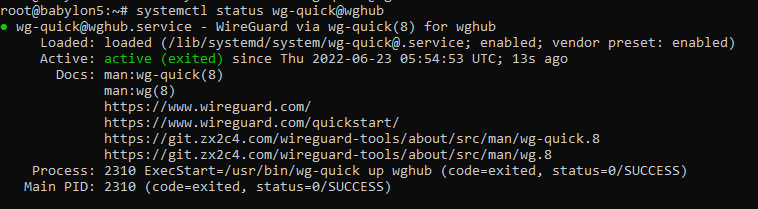 root@babylon5:~# systemctl status wg-quick@wghub
● wg-quick@wghub.service - WireGuard via wg-quick(8) for wghub
     Loaded: loaded (/lib/systemd/system/wg-quick@.service; enabled; vendor preset: enabled)
     Active: active (exited) since Thu 2022-06-23 05:54:53 UTC; 13s ago
       Docs: man:wg-quick(8)
             man:wg(8)
             https://www.wireguard.com/
             https://www.wireguard.com/quickstart/
             https://git.zx2c4.com/wireguard-tools/about/src/man/wg-quick.8
             https://git.zx2c4.com/wireguard-tools/about/src/man/wg.8
    Process: 2310 ExecStart=/usr/bin/wg-quick up wghub (code=exited, status=0/SUCCESS)
   Main PID: 2310 (code=exited, status=0/SUCCESS)